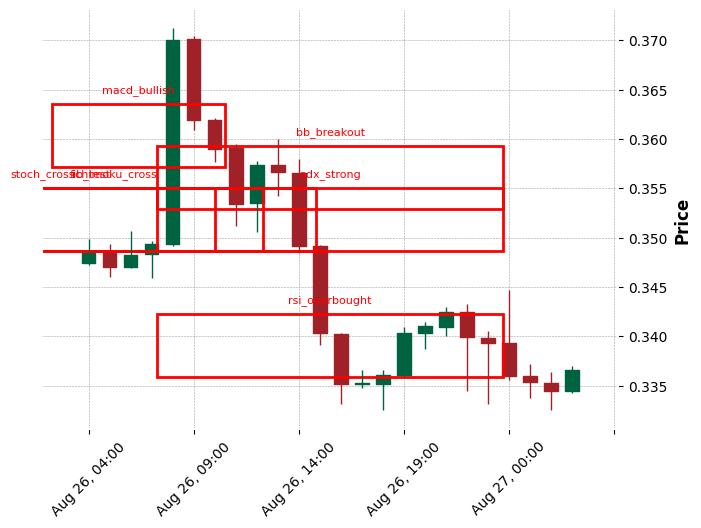 0.370
macd_bullish
0.365
bb_breakout
0.360
adx_strong
0.355
Price
0.350
0.345
rsi_overbought
0.340
0.335
Aug 26, 04:00
Aug 26, 09:00
Aug 26, 14:00
Aug 26, 19:00
Aug 27, 00:00